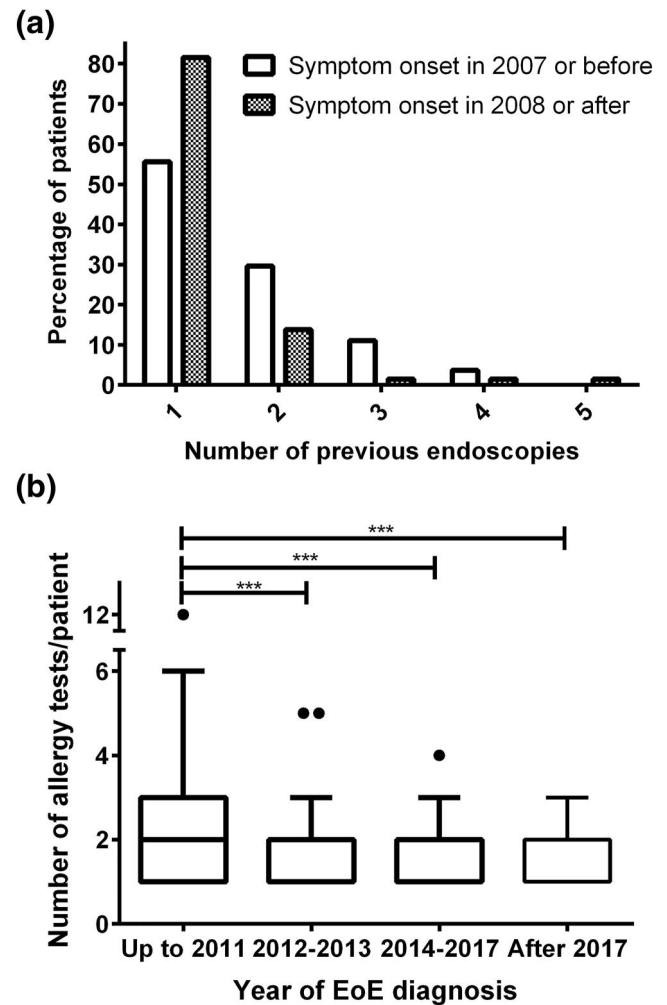 (a)
Percentage of patients
80
70
60
50
40
30
20
10
0
Symptom onset in 2007 or before
Symptom onset in 2008 or after
1 2 3 4 5
Number of previous endoscopies
(b)
Number of allergy tests/patient
***
***
***
12
6
4
2
0
Up to 2011 2012-2013 2014-2017 After 2017
Year of EoE diagnosis